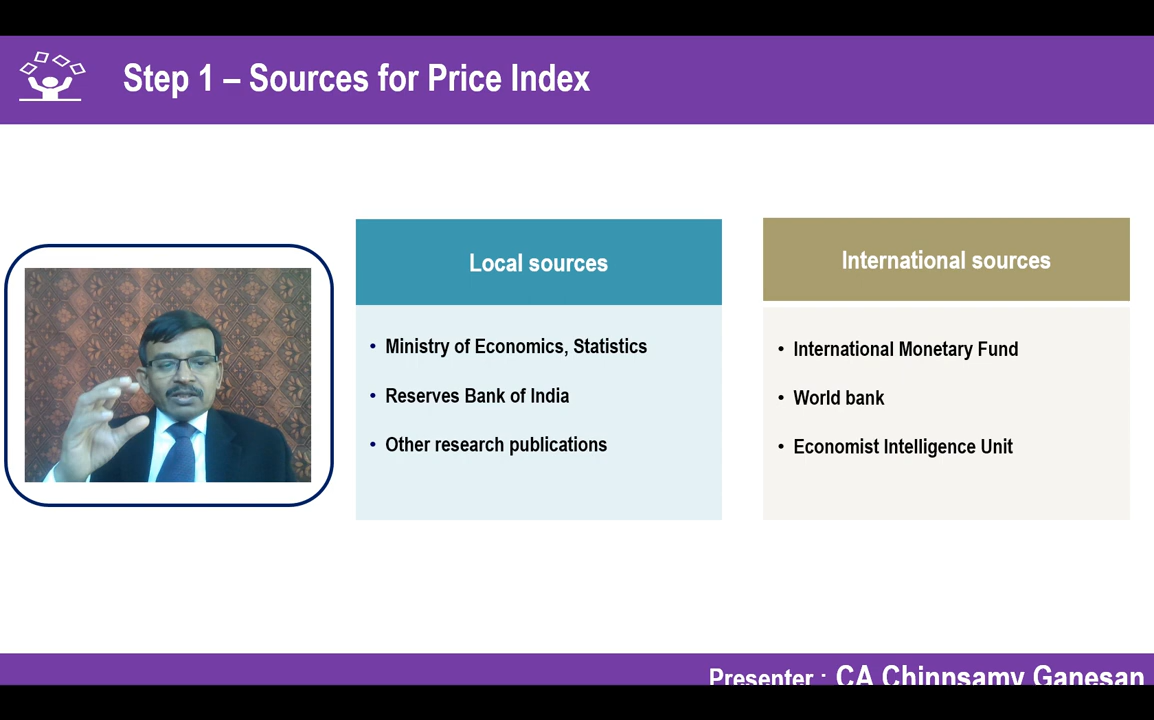 Step 1 – Sources for Price Index
Local sources
• Ministry of Economics, Statistics
• Reserves Bank of India
• Other research publications
International sources
• International Monetary Fund
• World bank
• Economist Intelligence Unit
Presenter : CA Chinnsamy Ganesan